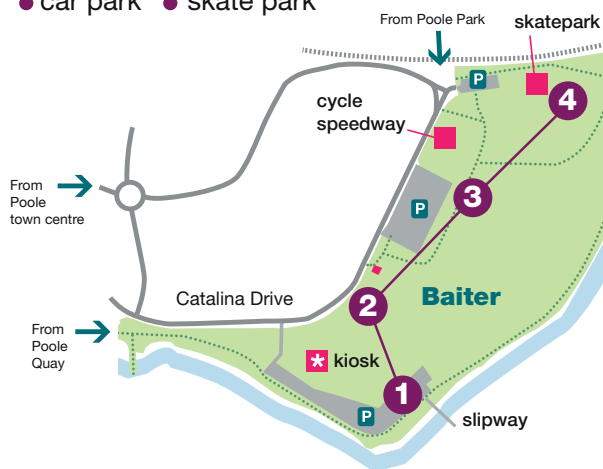 • car park • skate park
From Poole Park
skatepark
P
4
cycle
speedway
From
Poole
town centre
P
3
Catalina Drive
2
Baiter
From
Poole
Quay
* kiosk
1
P
slipway